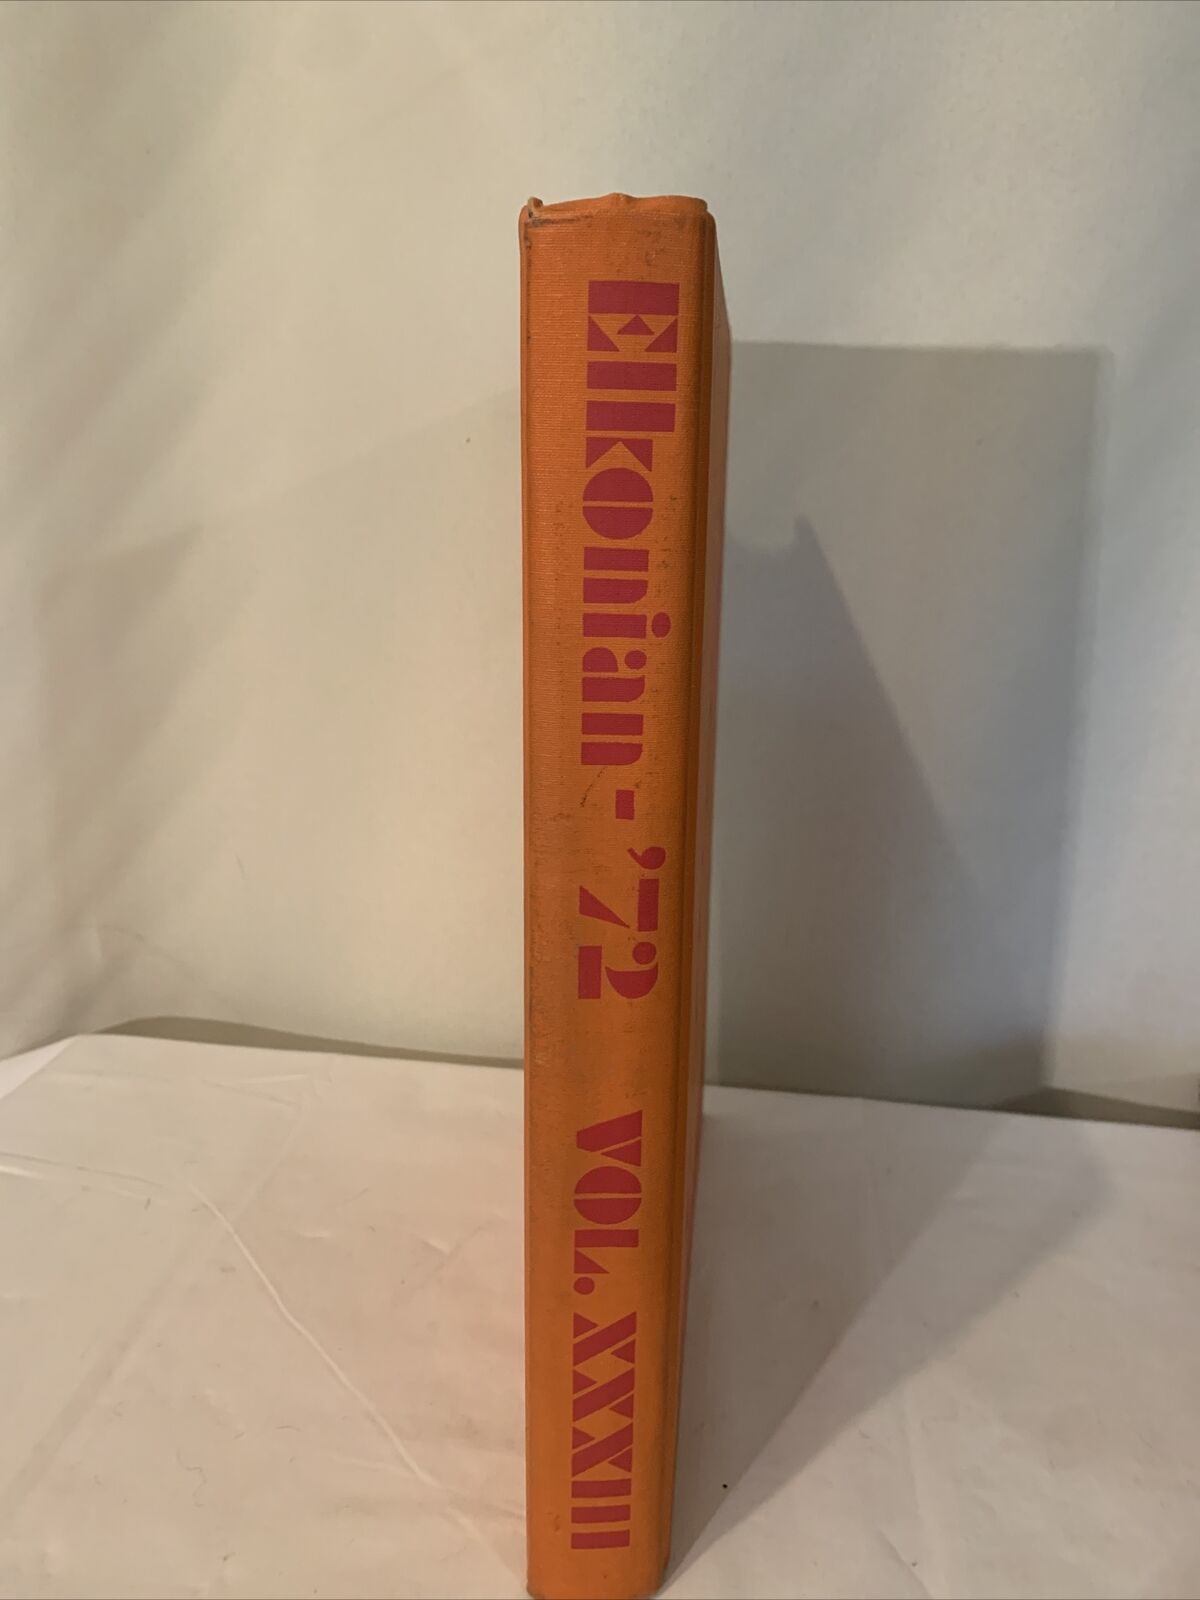 Elkonian - '72 VOL. XXXIII